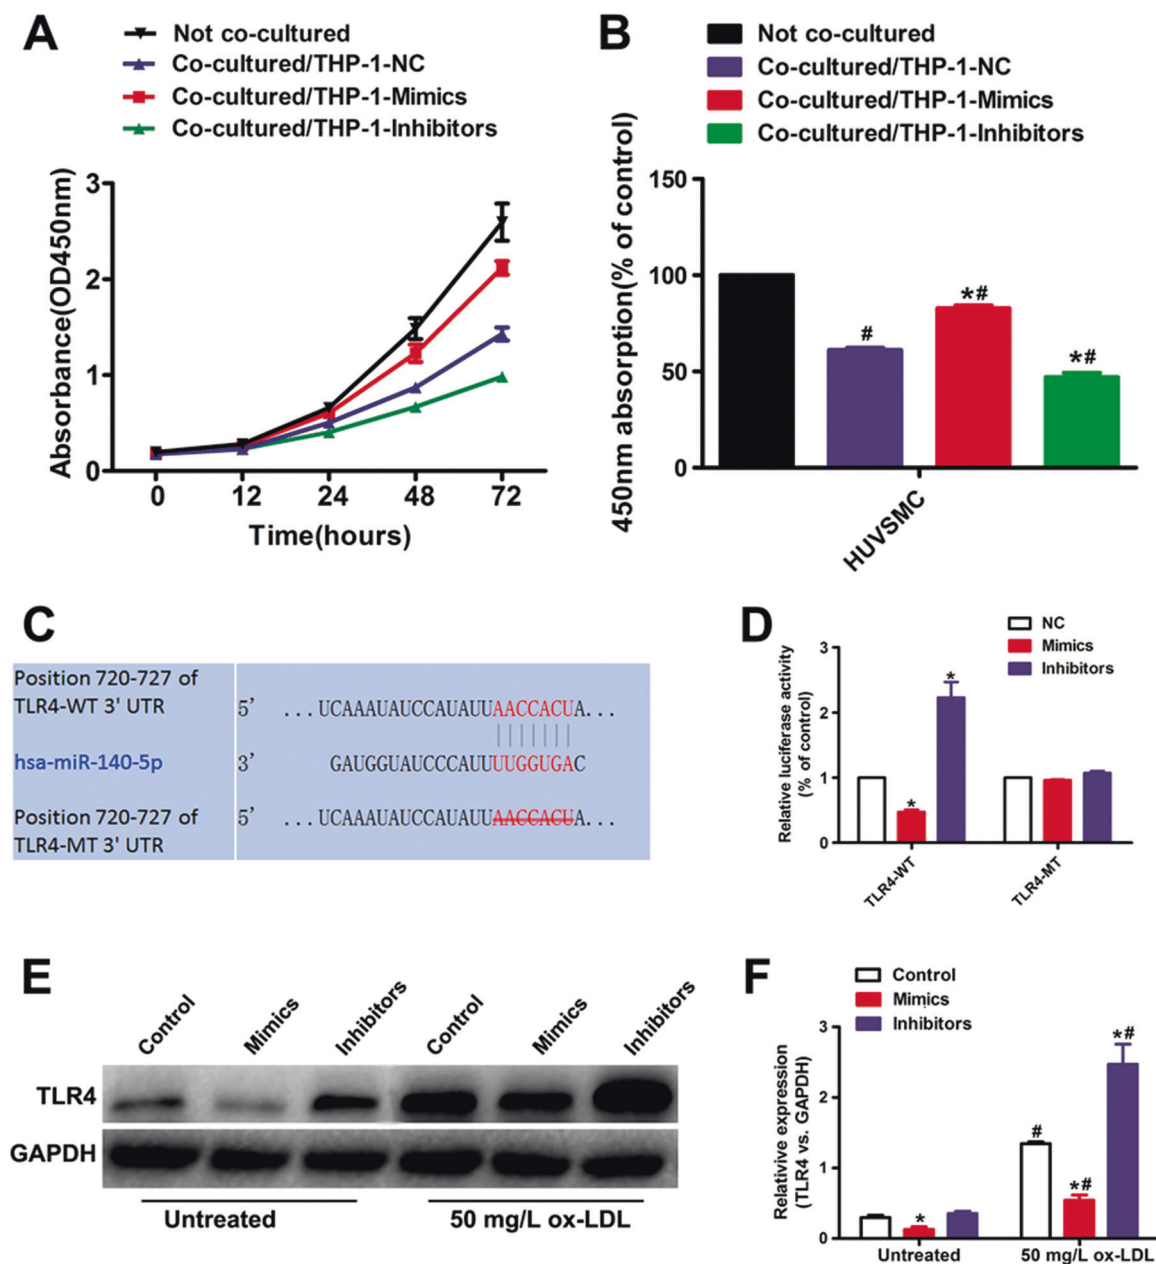 A
Not co-cultured
Co-cultured/THP-1-NC
Co-cultured/THP-1-Mimics
Co-cultured/THP-1-Inhibitors
Absorbance(OD450nm)
3
2
1
0
0 12 24 48 72
Time(hours)
B
Not co-cultured
Co-cultured/THP-1-NC
Co-cultured/THP-1-Mimics
Co-cultured/THP-1-Inhibitors
450nm absorption(% of control)
150
100
50
0
#
*#
*#
HUVSMC
C
Position 720-727 of
TLR4-WT 3' UTR
5' ...UCAAAUAUCCAUAUUAACCACUA...
hsa-miR-140-5p
3' GAUGGUAUCCCAUUUUGGUGAC
Position 720-727 of
TLR4-MT 3' UTR
5' ...UCAAAUAUCCAUAUUAACCACUA...
D
NC
Mimics
Inhibitors
Relative luciferase activity
(% of control)
3
2
1
0
*
*
TLR4-WT
TLR4-MT
E
Control
Mimics
Inhibitors
Control
Mimics
Inhibitors
TLR4
GAPDH
Untreated
50 mg/L ox-LDL
F
Control
Mimics
Inhibitors
Relativive expression
(TLR4 vs. GAPDH)
3
2
1
0
*
#
*#
*#
Untreated
50 mg/L ox-LDL